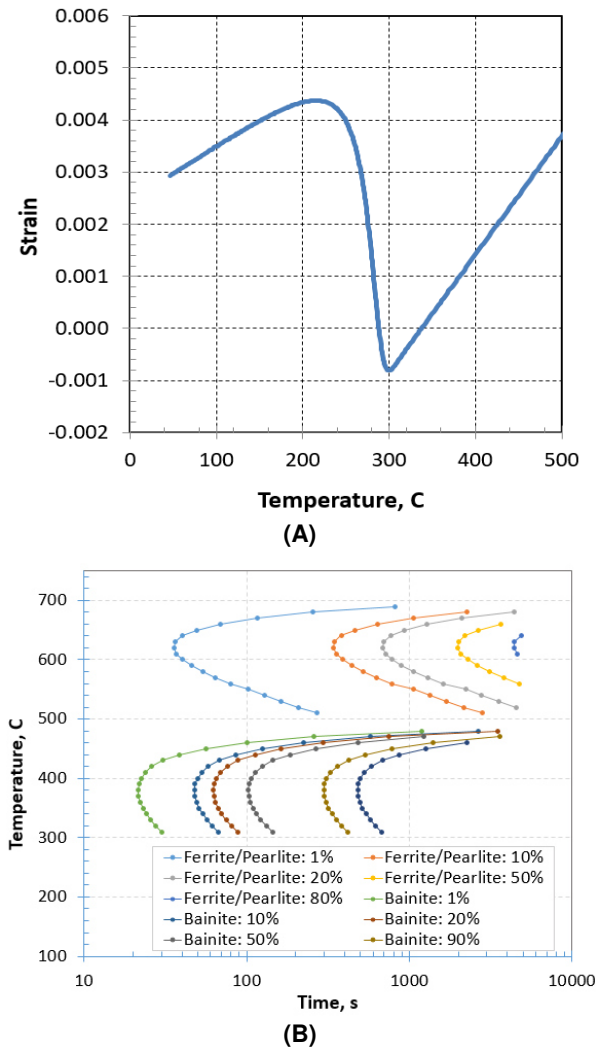 0.006
0.005
0.004
0.003
0.002
0.001
0.000
-0.001
-0.002
Strain
0 100 200 300 400 500
Temperature, C
(A)
700
600
500
400
300
200
100
Temperature, C
Ferrite/Pearlite: 1% Ferrite/Pearlite: 10%
Ferrite/Pearlite: 20% Ferrite/Pearlite: 50%
Ferrite/Pearlite: 80% Bainite: 1%
Bainite: 10% Bainite: 20%
Bainite: 50% Bainite: 90%
10 100 1000 10000
Time, s
(B)